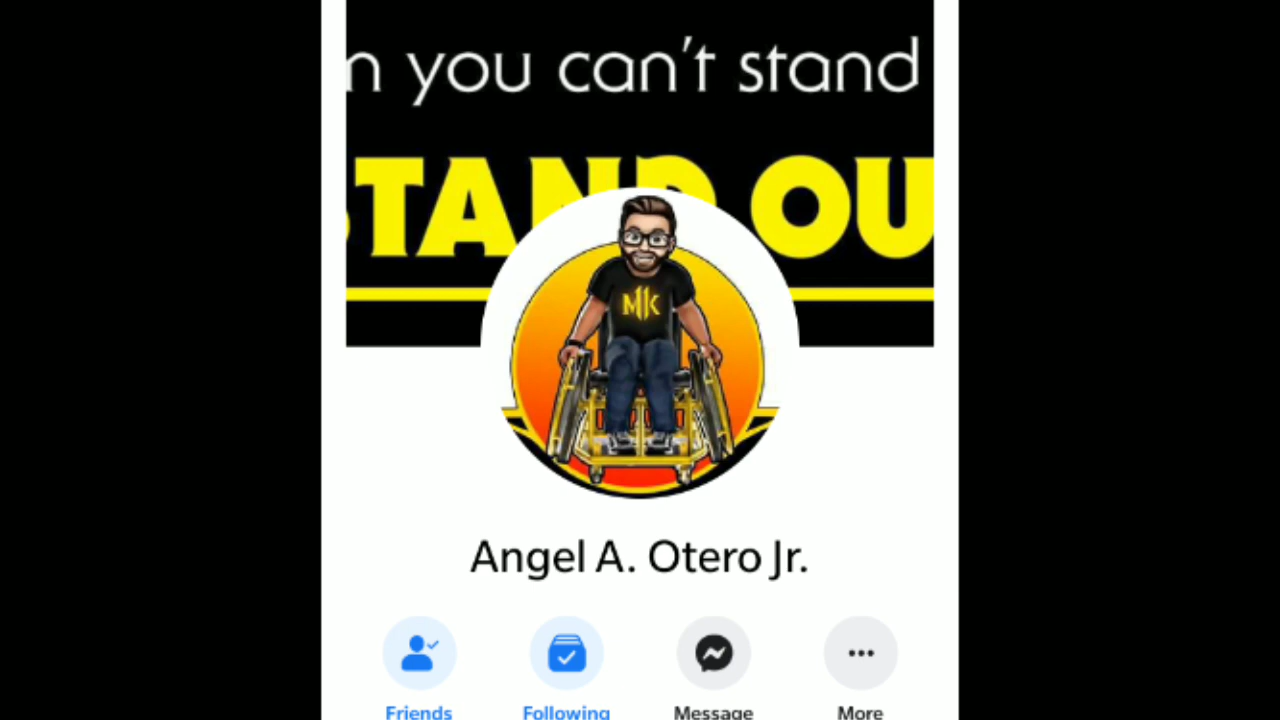 n you can't stand
STAND OU
MK
Angel A. Otero Jr.
Friends
Following
Message
More